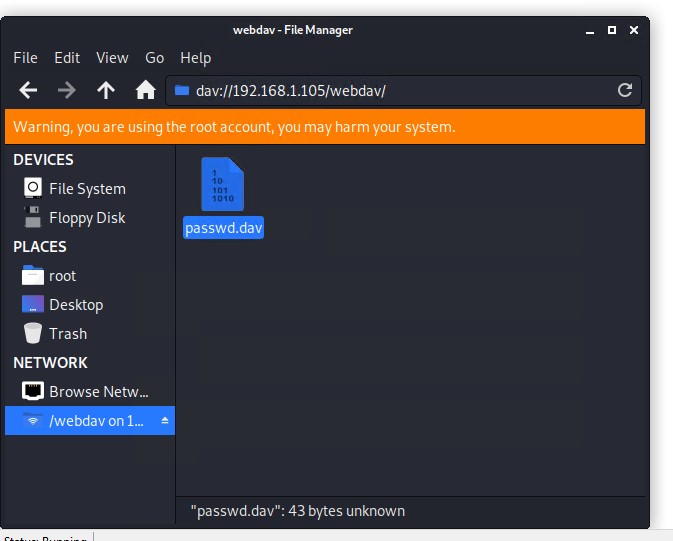 webdav - File Manager
File Edit View Go Help
dav://192.168.1.105/webdav/
Warning, you are using the root account, you may harm your system.
DEVICES
File System
Floppy Disk
PLACES
root
Desktop
Trash
NETWORK
Browse Netw...
/webdav on 1...
1
10
101
1010
passwd.dav
"passwd.dav": 43 bytes unknown
Status: Running